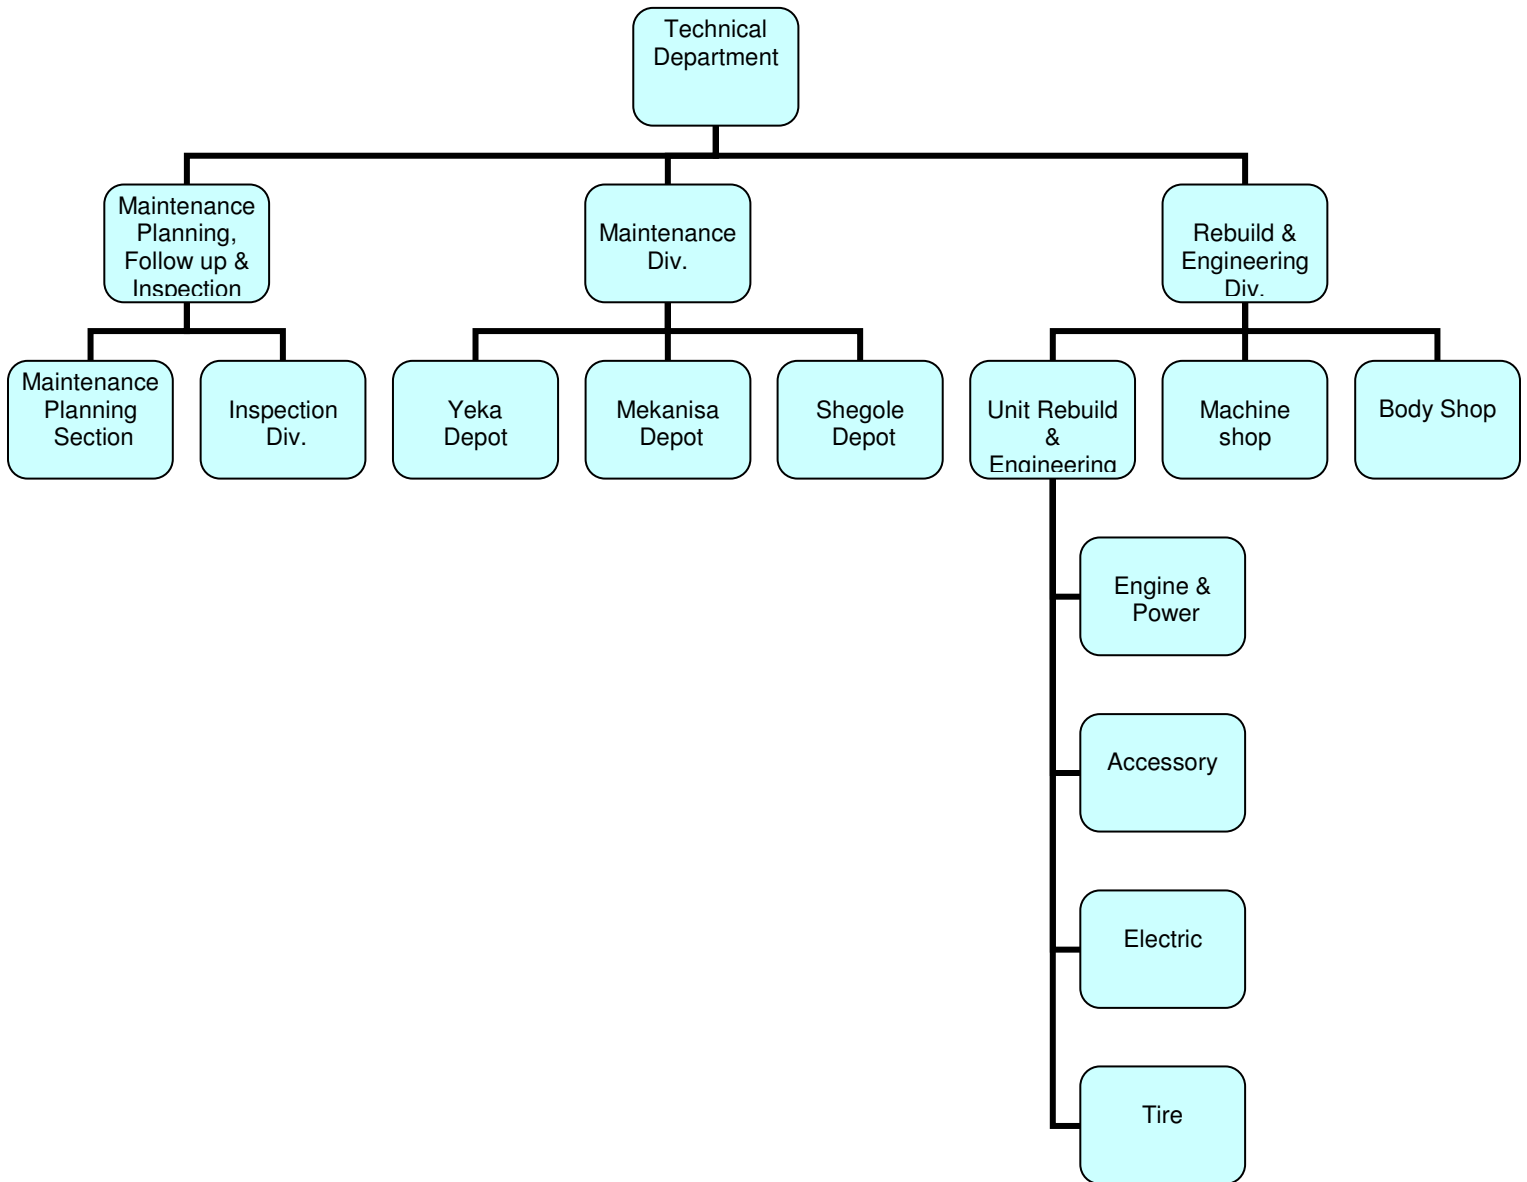 Technical
Department
Maintenance
Planning,
Follow up &
Inspection
Maintenance
Div.
Rebuild &
Engineering
Div.
Maintenance
Planning
Section
Inspection
Div.
Yeka
Depot
Mekanisa
Depot
Shegole
Depot
Unit Rebuild
&
Engineering
Machine
shop
Body Shop
Engine &
Power
Accessory
Electric
Tire